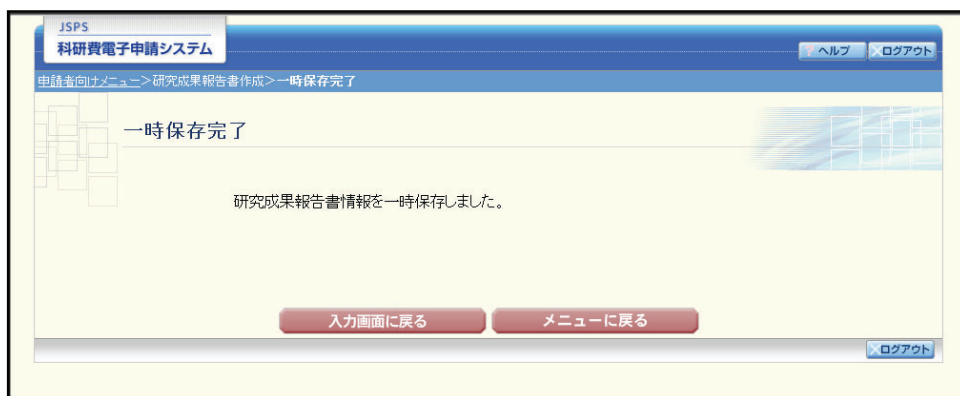 JSPS
科研費電子申請システム
? ヘルプ ×ログアウト
申請者向けメニュー>研究成果報告書作成>一時保存完了
一時保存完了
研究成果報告書情報を一時保存しました。
入力画面に戻る メニューに戻る
×ログアウト